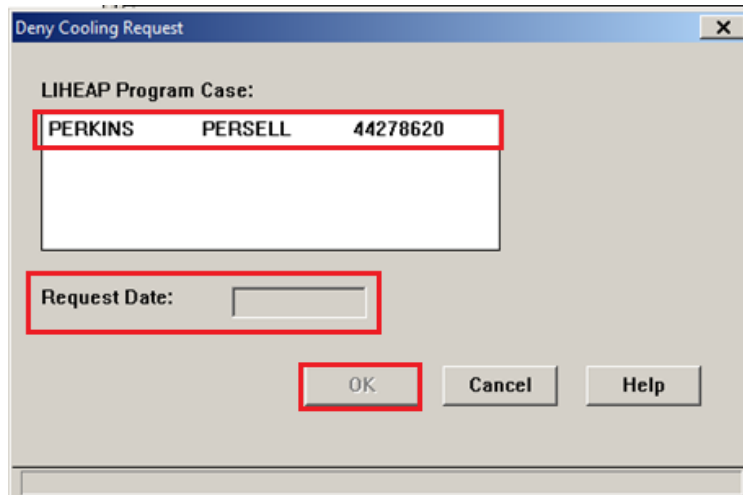 Deny Cooling Request
LIHEAP Program Case:
PERKINS PERSELL 44278620
Request Date:
OK Cancel Help